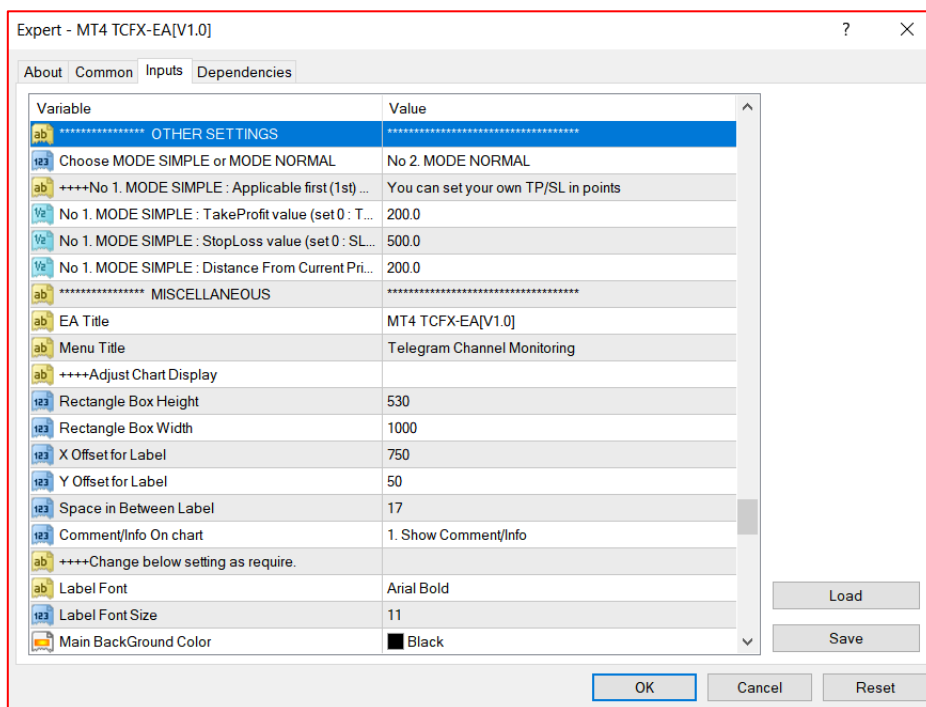 Expert - MT4 TCFX-EA[V1.0] ?
About Common Inputs Dependencies
Variable Value
*************** OTHER SETTINGS ************************************
Choose MODE SIMPLE or MODE NORMAL No 2. MODE NORMAL
++++No 1. MODE SIMPLE : Applicable first (1st) ... You can set your own TP/SL in points
No 1. MODE SIMPLE : TakeProfit value (set 0 : T... 200.0
No 1. MODE SIMPLE : StopLoss value (set 0 : SL... 500.0
No 1. MODE SIMPLE : Distance From Current Pri... 200.0
*************** MISCELLANEOUS ************************************
EA Title MT4 TCFX-EA[V1.0]
Menu Title Telegram Channel Monitoring
++++Adjust Chart Display
Rectangle Box Height 530
Rectangle Box Width 1000
X Offset for Label 750
Y Offset for Label 50
Space in Between Label 17
Comment/Info On chart 1. Show Comment/Info
++++Change below setting as require.
Label Font Arial Bold
Label Font Size 11
Main BackGround Color Black
Load
Save
OK Cancel Reset